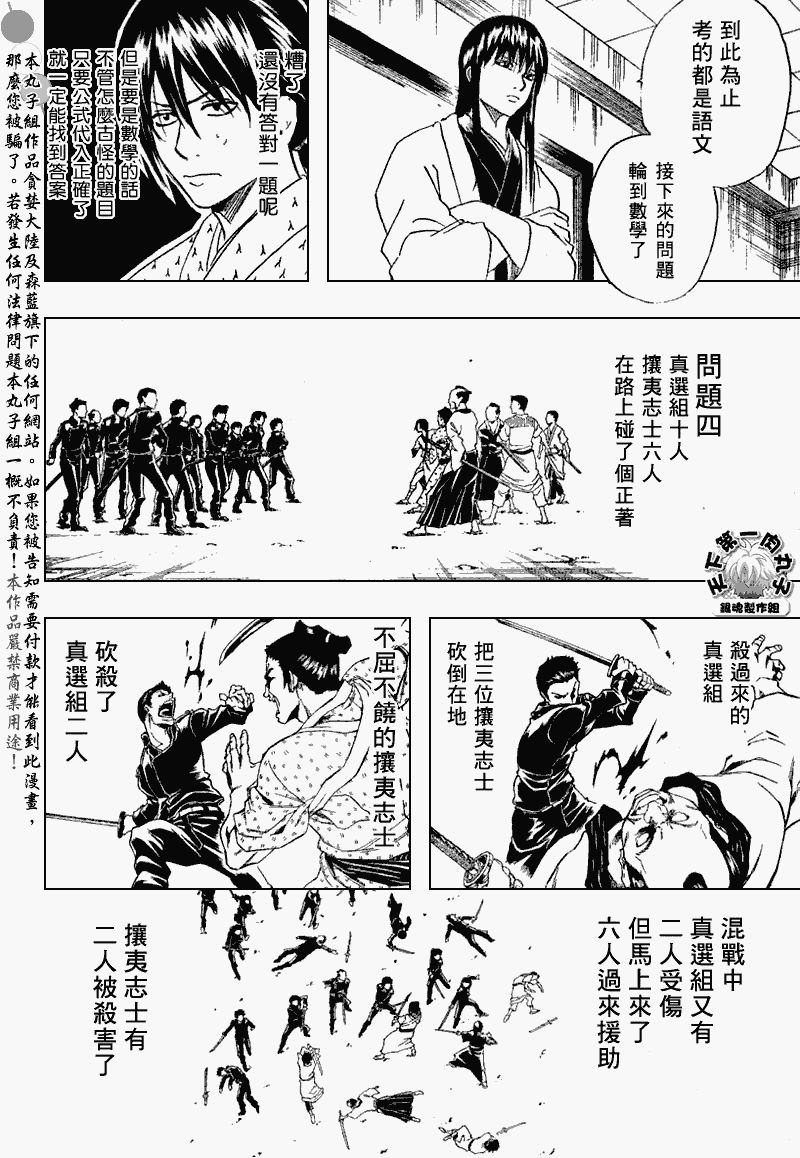 到此為止
考的都是語文
接下來的問題
輪到數學了
糟了
還沒有答對一題呢
但是要是數學的話
不管怎麼古怪的題目
只要公式代入正確了
就一定能找到答案
問題四
真選組十人
攘夷志士六人
在路上碰了個正著
天下第一肉丸子
銀魂製作組
殺過來的
真選組
把三位攘夷志士
砍倒在地
不屈不饒的攘夷志士
砍殺了
真選組二人
混戰中
真選組又有
二人受傷
但馬上來了
六人過來援助
攘夷志士有
二人被殺害了
本丸子組作品貪婪大陸及森藍旗下的任何網站。如果您被告知需要付款才能看到此漫畫，
那麼您被騙了。若發生任何法律問題本丸子組一概不負責！本作品嚴禁商業用途！